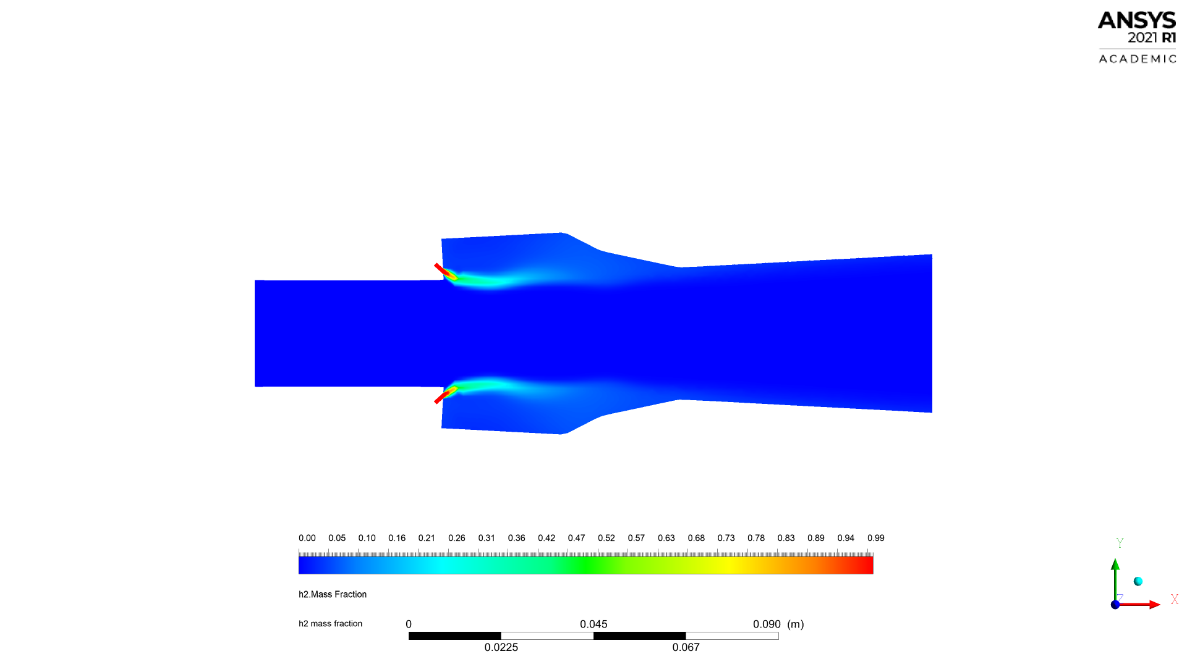 ANSYS
2021 R1
ACADEMIC
0.00 0.05 0.10 0.16 0.21 0.26 0.31 0.36 0.42 0.47 0.52 0.57 0.63 0.68 0.73 0.78 0.83 0.89 0.94 0.99
h2.Mass Fraction
h2 mass fraction
0 0.045 0.090 (m)
0.0225 0.067
Y
Z X